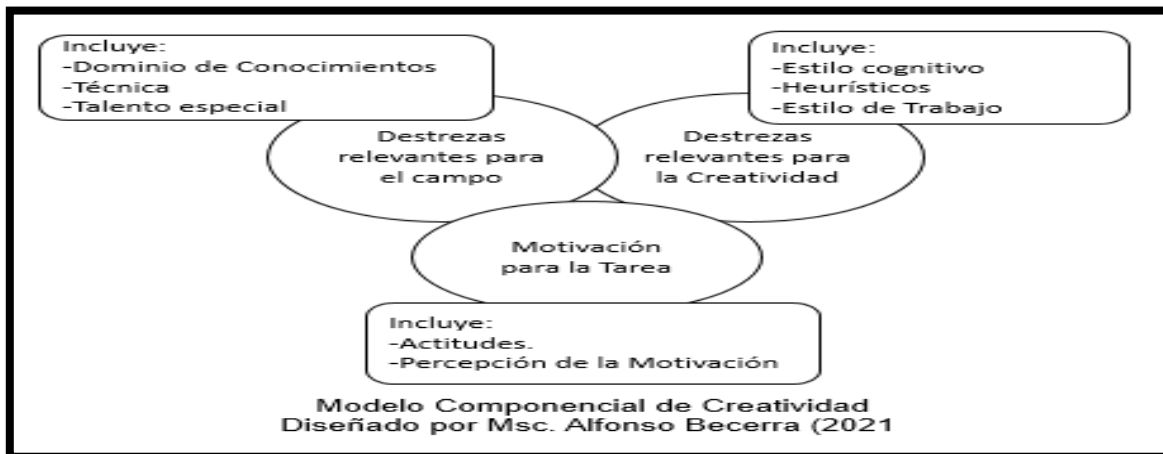 Incluye:
-Dominio de Conocimientos
-Técnica
-Talento especial
Incluye:
-Estilo cognitivo
-Heurísticos
-Estilo de Trabajo
Destrezas
relevantes para
el campo
Destrezas
relevantes para
la Creatividad
Motivación
para la Tarea
Incluye:
-Actitudes.
-Percepción de la Motivación
Modelo Componencial de Creatividad
Diseñado por Msc. Alfonso Becerra (2021